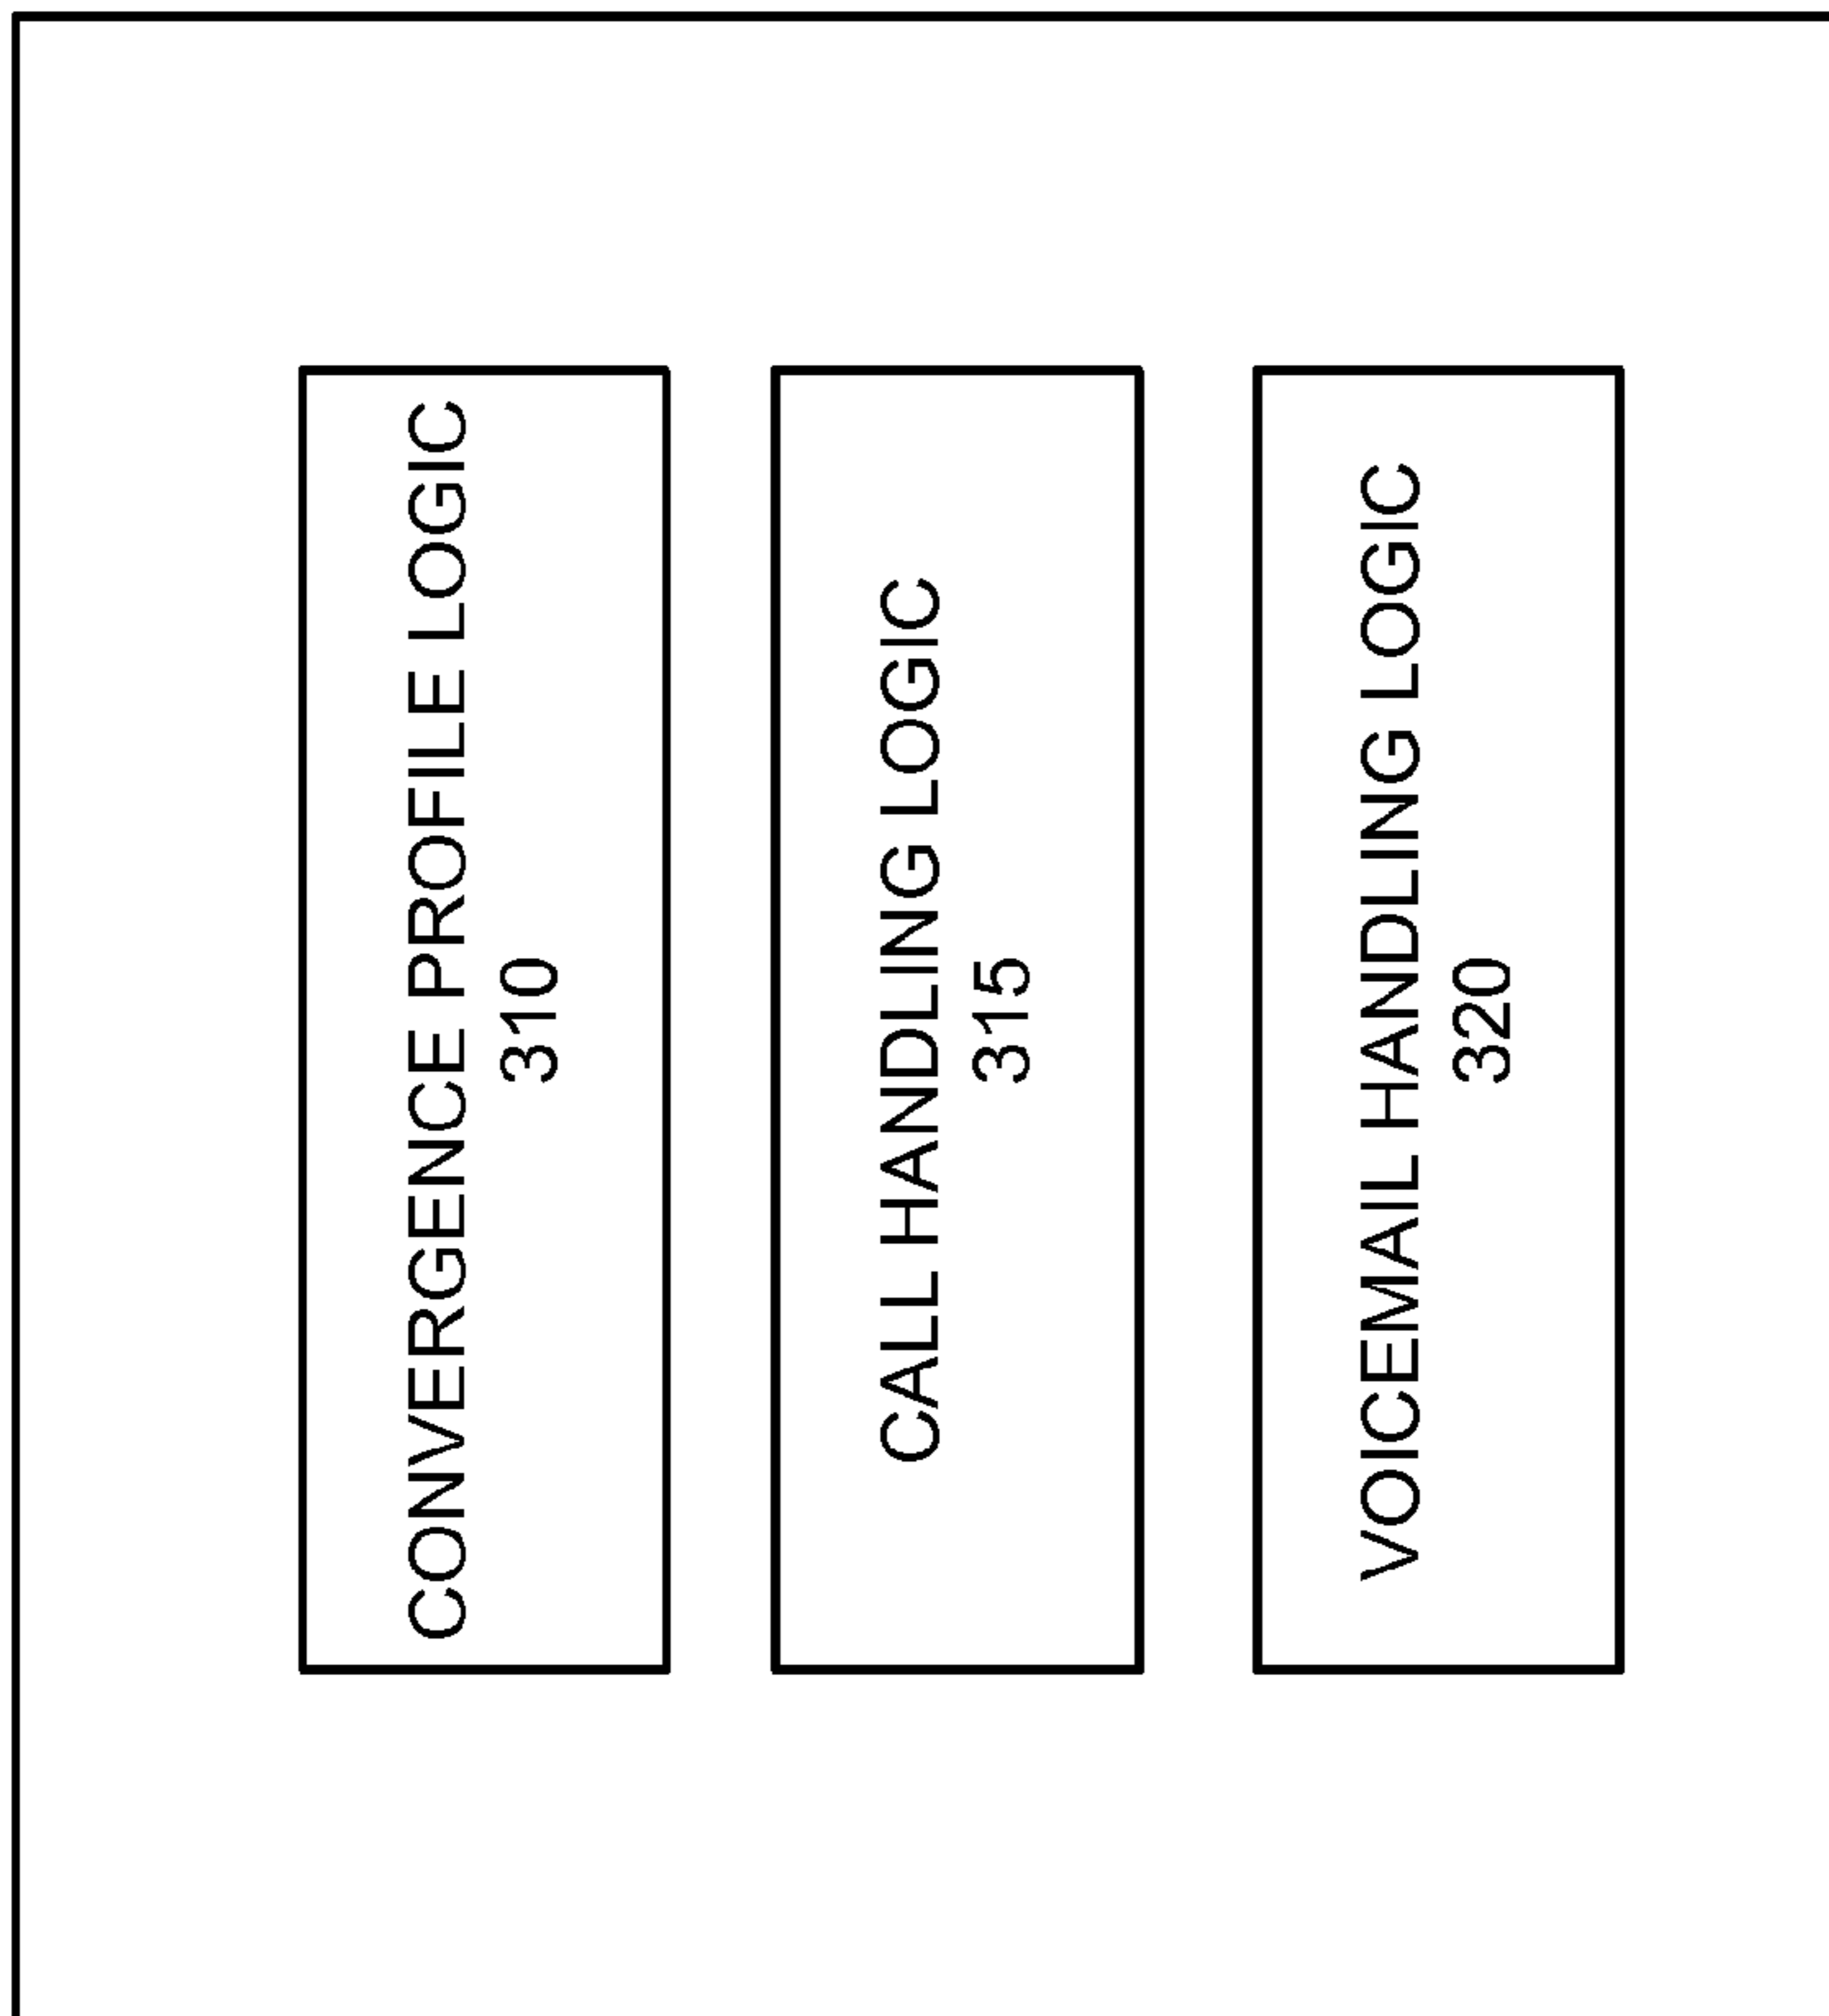 CONVERGENCE PROFILE LOGIC
310
CALL HANDLING LOGIC
315
VOICEMAIL HANDLING LOGIC
320